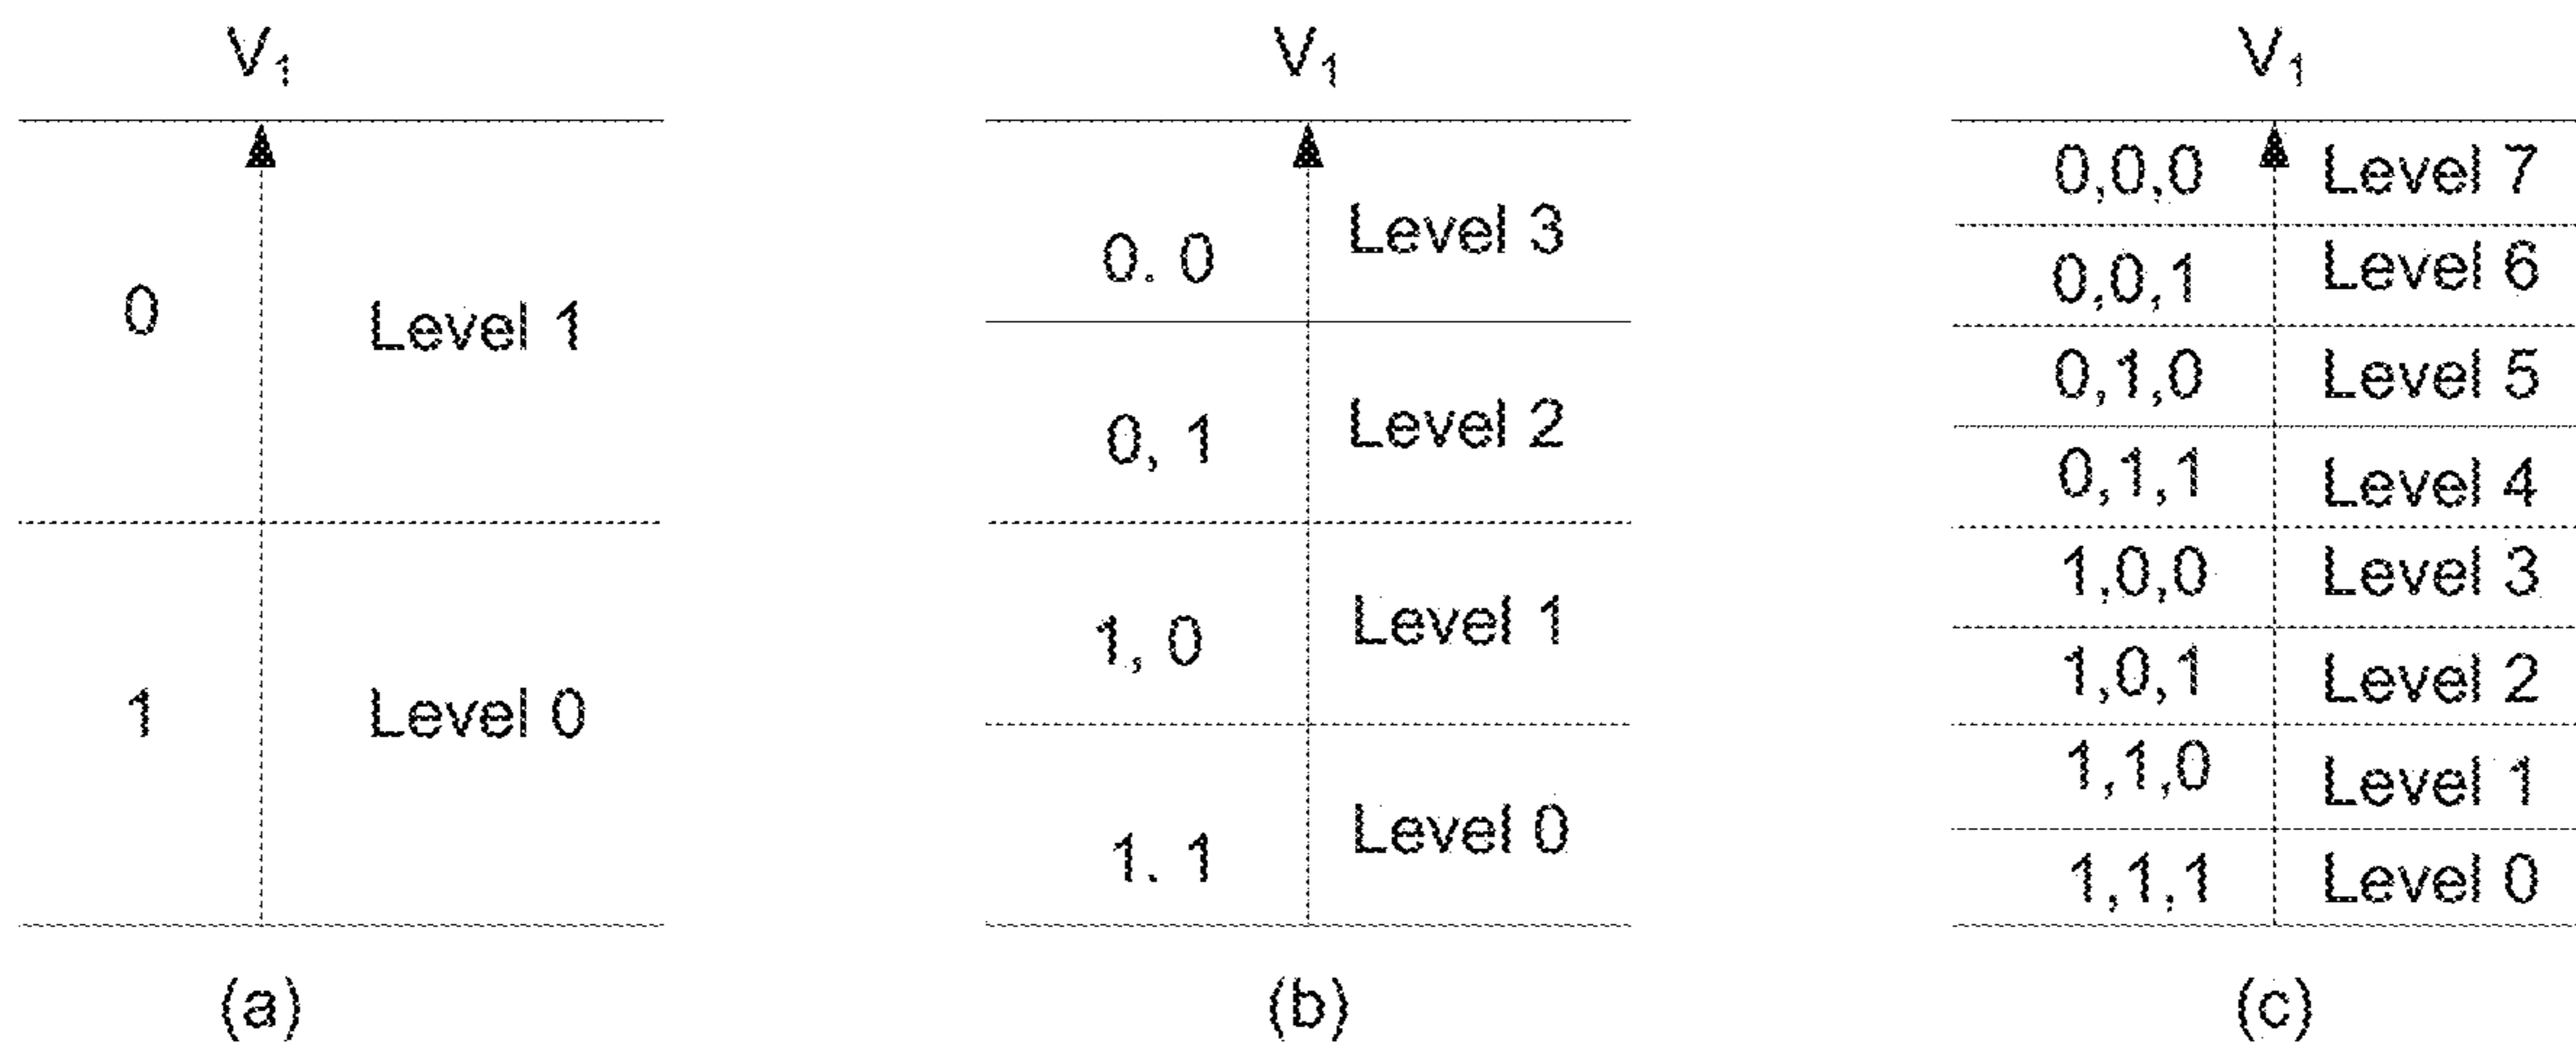 V₁
0 Level 1
1 Level 0
(a)
V₁
0. 0 Level 3
0, 1 Level 2
1, 0 Level 1
1. 1 Level 0
(b)
V₁
0,0,0 Level 7
0,0,1 Level 6
0,1,0 Level 5
0,1,1 Level 4
1,0,0 Level 3
1,0,1 Level 2
1,1,0 Level 1
1,1,1 Level 0
(c)